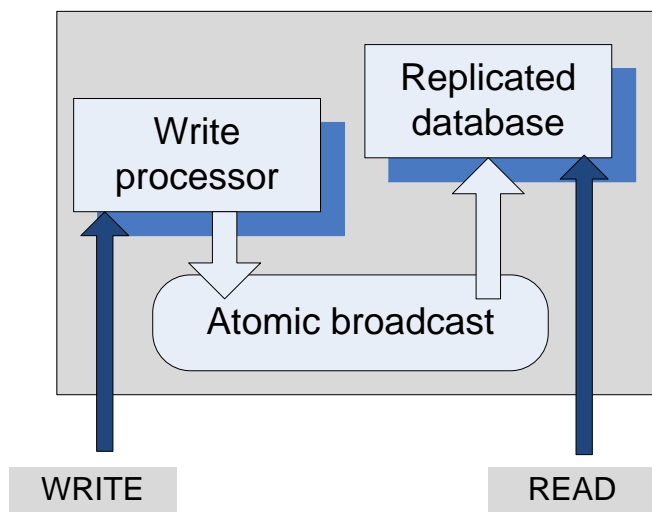 Replicated
database
Write
processor
Atomic broadcast
WRITE
READ